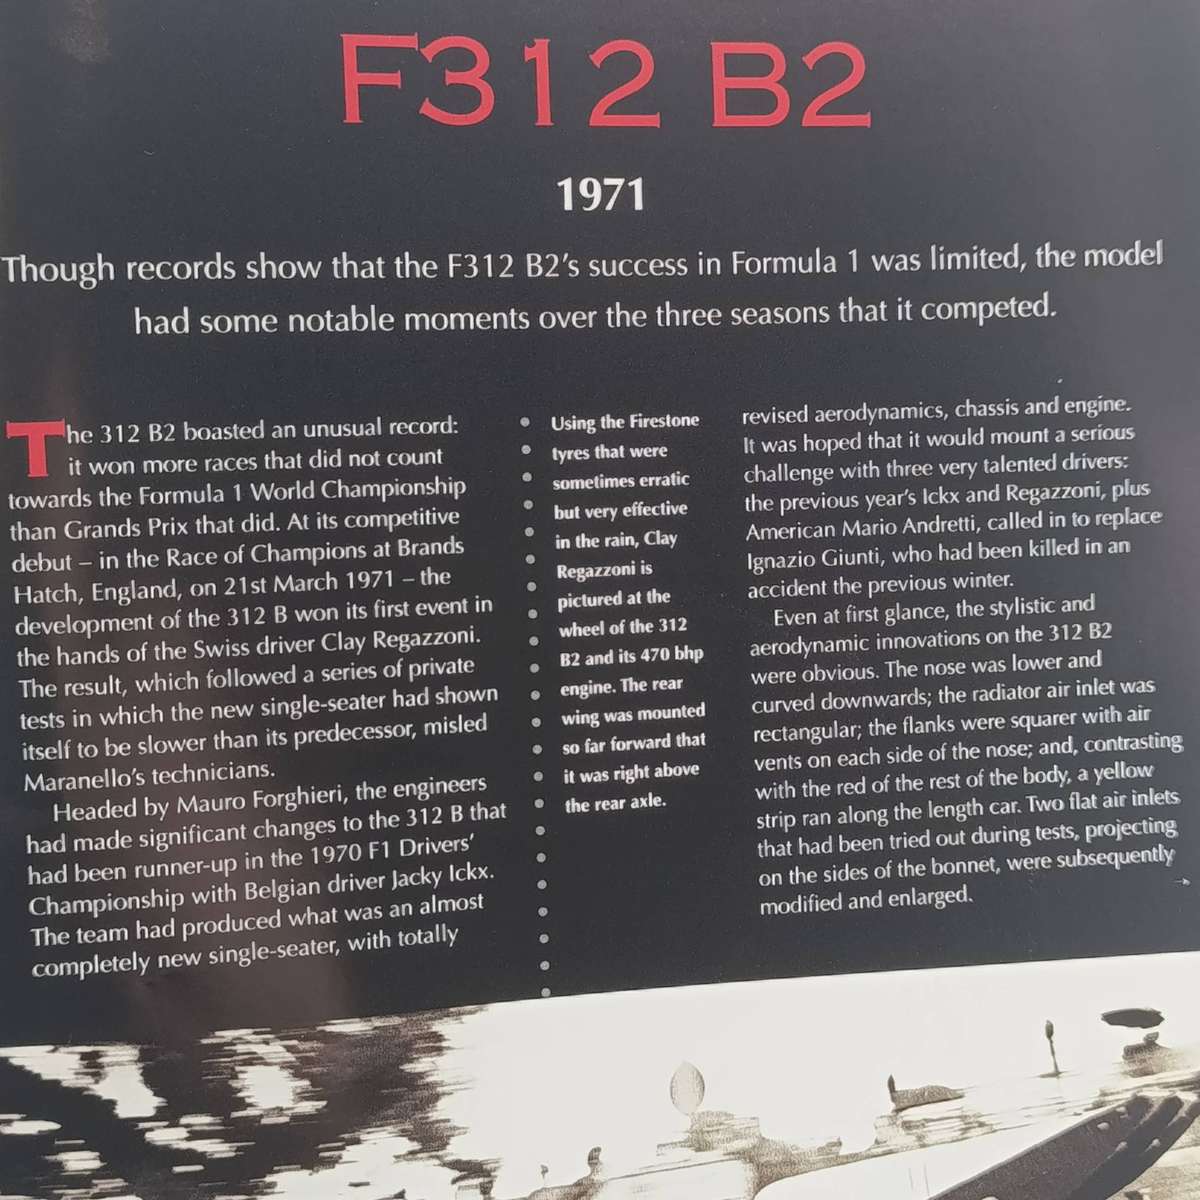 F312 B2
1971
Though records show that the F312 B2's success in Formula 1 was limited, the model
had some notable moments over the three seasons that it competed.
The 312 B2 boasted an unusual record:
it won more races that did not count
towards the Formula 1 World Championship
than Grands Prix that did. At its competitive
debut – in the Race of Champions at Brands
Hatch, England, on 21st March 1971 – the
development of the 312 B won its first event in
the hands of the Swiss driver Clay Regazzoni.
The result, which followed a series of private
tests in which the new single-seater had shown
itself to be slower than its predecessor, misled
Maranello's technicians.
Headed by Mauro Forghieri, the engineers
had made significant changes to the 312 B that
had been runner-up in the 1970 F1 Drivers'
Championship with Belgian driver Jacky Ickx.
The team had produced what was an almost
completely new single-seater, with totally
Using the Firestone
tyres that were
sometimes erratic
but very effective
in the rain, Clay
Regazzoni is
pictured at the
wheel of the 312
B2 and its 470 bhp
engine. The rear
wing was mounted
so far forward that
it was right above
the rear axle.
revised aerodynamics, chassis and engine.
It was hoped that it would mount a serious
challenge with three very talented drivers:
the previous year's Ickx and Regazzoni, plus
American Mario Andretti, called in to replace
Ignazio Giunti, who had been killed in an
accident the previous winter.
Even at first glance, the stylistic and
aerodynamic innovations on the 312 B2
were obvious. The nose was lower and
curved downwards; the radiator air inlet was
rectangular; the flanks were squarer with air
vents on each side of the nose; and, contrasting
with the red of the rest of the body, a yellow
strip ran along the length car. Two flat air inlets
that had been tried out during tests, projecting
on the sides of the bonnet, were subsequently
modified and enlarged.